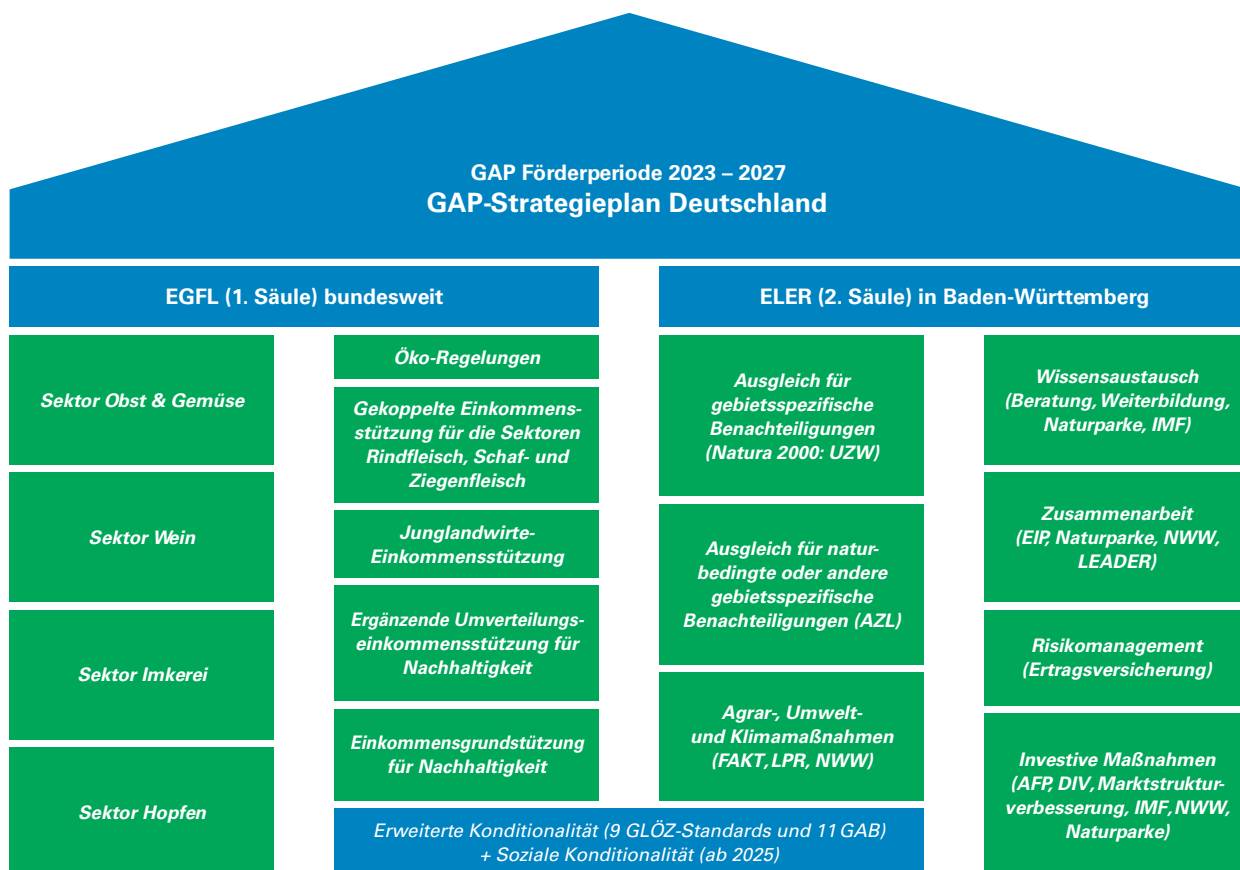 GAP Förderperiode 2023 – 2027
GAP-Strategieplan Deutschland
EGFL (1. Säule) bundesweit
Sektor Obst & Gemüse
Sektor Wein
Sektor Imkerei
Sektor Hopfen
Öko-Regelungen
Gekoppelte Einkommens-
stützung für die Sektoren
Rindfleisch, Schaf- und
Ziegenfleisch
Junglandwirte-
Einkommensstützung
Ergänzende Umverteilungs-
einkommensstützung für
Nachhaltigkeit
Einkommensgrundstützung
für Nachhaltigkeit
ELER (2. Säule) in Baden-Württemberg
Ausgleich für
gebietsspezifische
Benachteiligungen
(Natura 2000: UZW)
Ausgleich für natur-
bedingte oder andere
gebietsspezifische
Benachteiligungen (AZL)
Agrar-, Umwelt-
und Klimamaßnahmen
(FAKT, LPR, NWW)
Wissensaustausch
(Beratung, Weiterbildung,
Naturparke, IMF)
Zusammenarbeit
(EIP, Naturparke, NWW,
LEADER)
Risikomanagement
(Ertragsversicherung)
Investive Maßnahmen
(AFP, DIV, Marktstruktur-
verbesserung, IMF, NWW,
Naturparke)
Erweiterte Konditionalität (9 GLÖZ-Standards und 11 GAB)
+ Soziale Konditionalität (ab 2025)